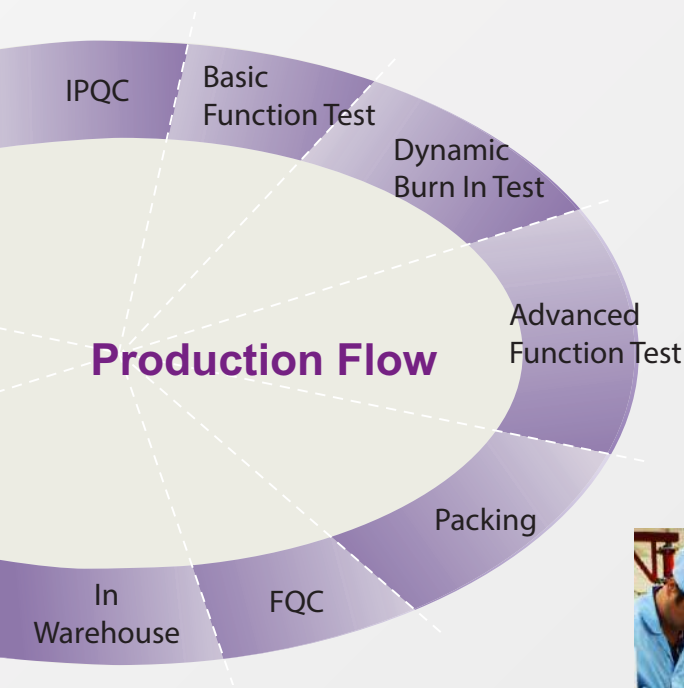 IPQC
Basic
Function Test
Dynamic
Burn In Test
Advanced
Function Test
Production Flow
Packing
FQC
In
Warehouse